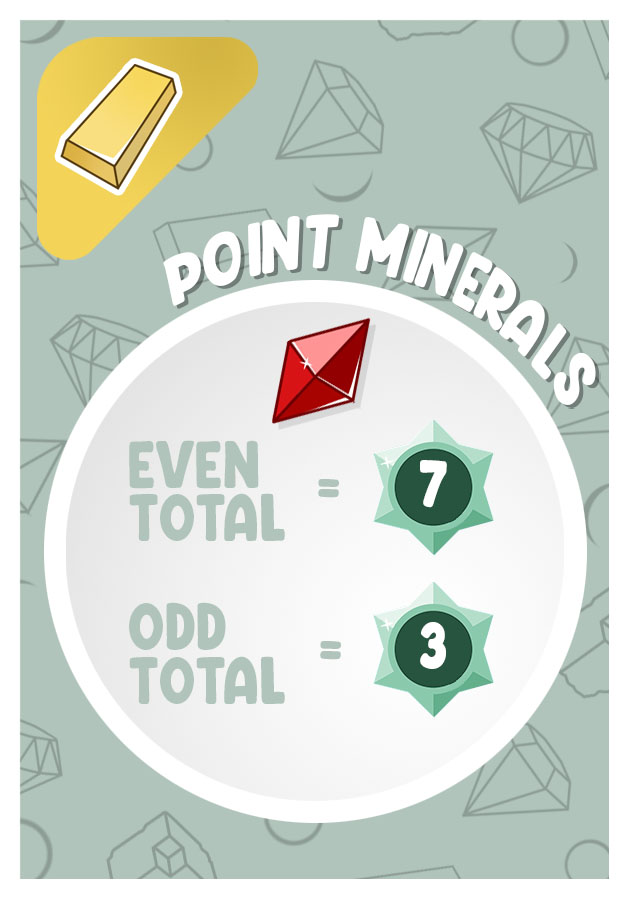 POINT MINERALS
EVEN
TOTAL = 7
ODD
TOTAL = 3